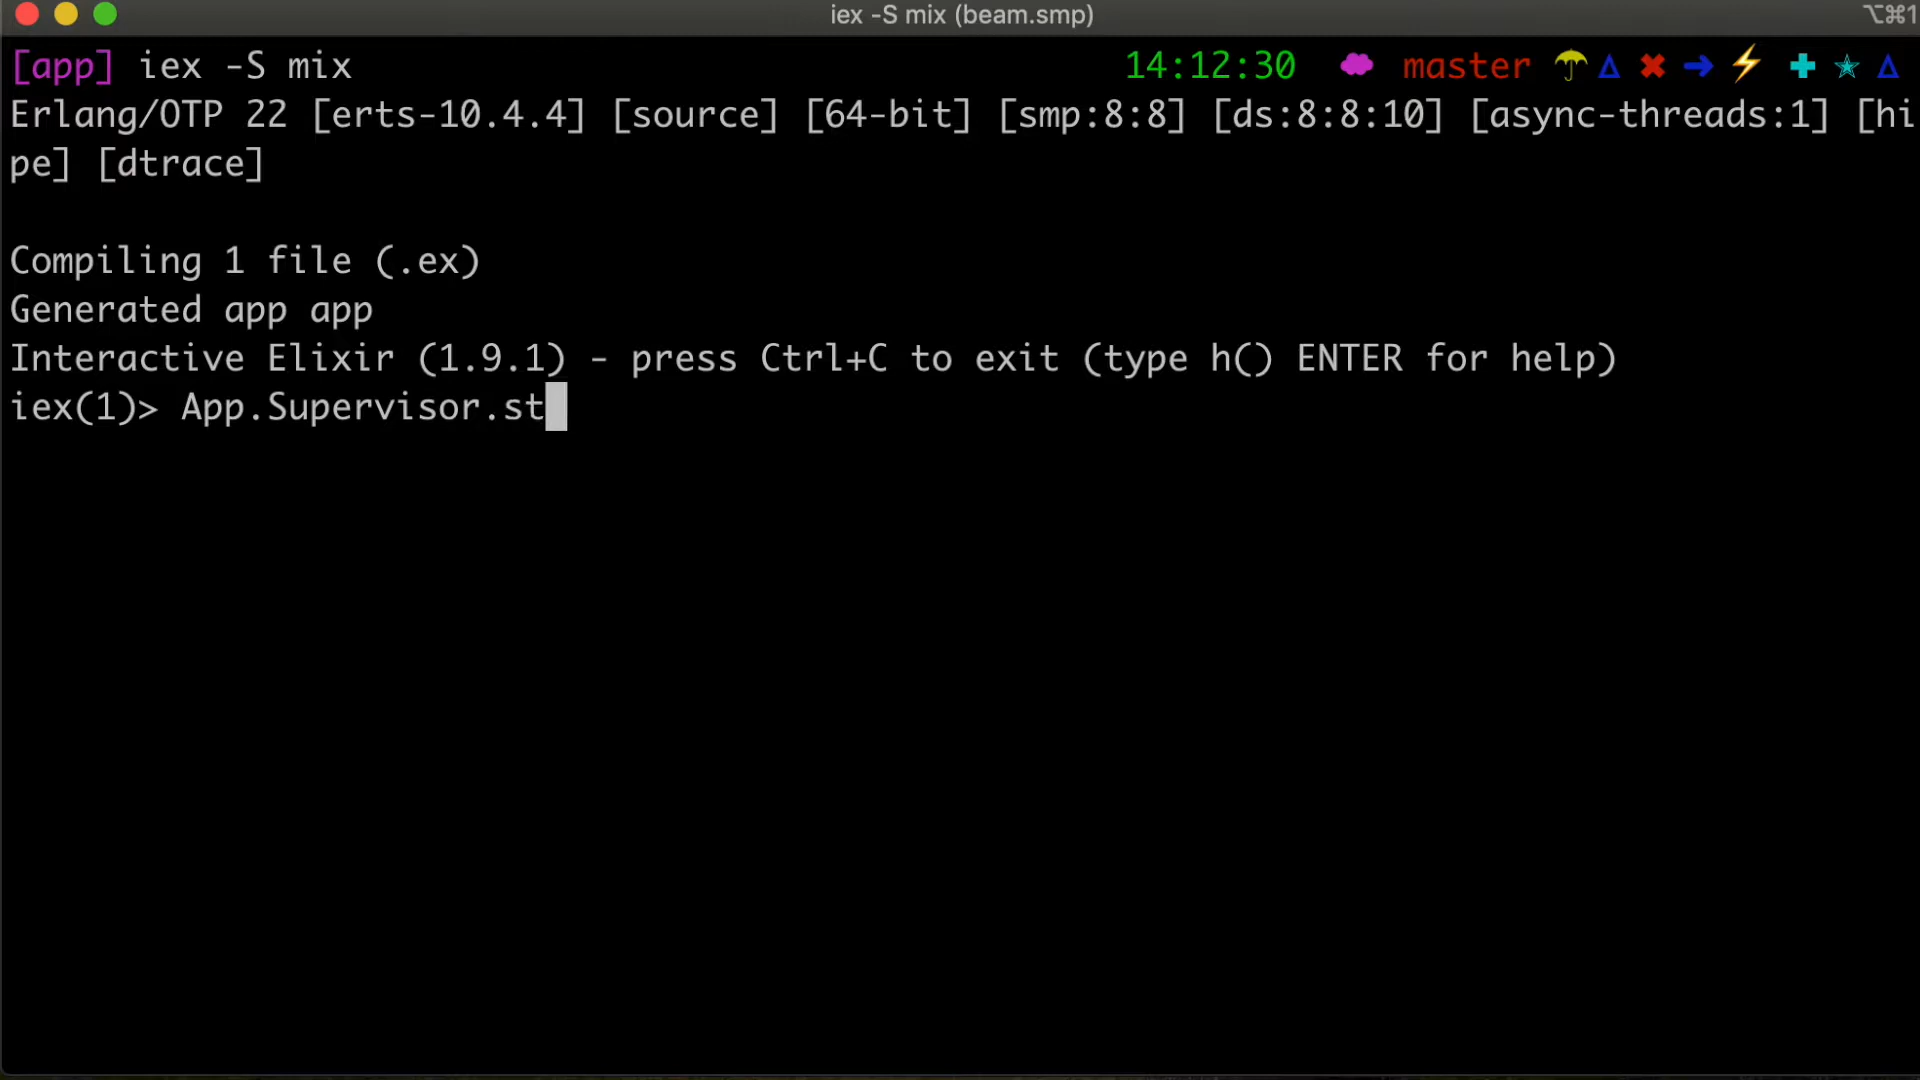 iex -S mix (beam.smp)
⌥⌘1
[app] iex -S mix 14:12:30 master
Erlang/OTP 22 [erts-10.4.4] [source] [64-bit] [smp:8:8] [ds:8:8:10] [async-threads:1] [hi
pe] [dtrace]
Compiling 1 file (.ex)
Generated app app
Interactive Elixir (1.9.1) - press Ctrl+C to exit (type h() ENTER for help)
iex(1)> App.Supervisor.st